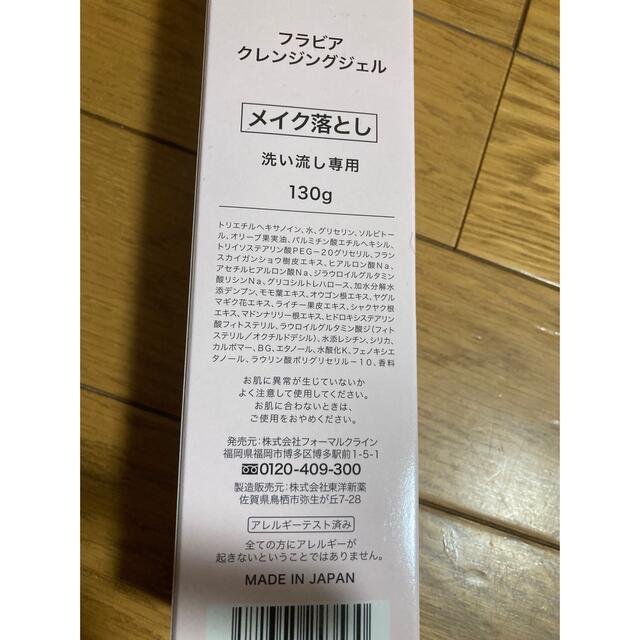 フラビア
クレンジングジェル
メイク落とし
洗い流し専用
130g
トリエチルヘキサノイン、水、グリセリン、ソルビトー
ル、オリーブ果実油、パルミチン酸エチルヘキシル、
トリイソステアリン酸PEG-20グリセリル、フラン
スカイガンショウ樹皮エキス、ヒアルロン酸Na、
アセチルヒアルロン酸Na、ジラウロイルグルタミン
酸リシンNa、グリコシルトレハロース、加水分解水
添デンプン、モモ葉エキス、オウゴン根エキス、ヤグル
マギク花エキス、ライチー果皮エキス、シャクヤク根
エキス、マドンナリリー根エキス、ヒドロキシステアリン
酸フィトステリル、ラウロイルグルタミン酸ジ(フィト
ステリル/オクチルドデシル)、水添レシチン、シリカ、
カルボマー、BG、エタノール、水酸化K、フェノキシエ
タノール、ラウリン酸ポリグリセリル-10、香料
お肌に異常が生じていないか
よく注意して使用してください。
お肌に合わないときは、
ご使用をおやめください。
発売元:株式会社フォーマルクライン
福岡県福岡市博多区博多駅前1-5-1
0120-409-300
製造販売元:株式会社東洋新薬
佐賀県鳥栖市弥生が丘7-28
アレルギーテスト済み
全ての方にアレルギーが
起きないということではありません。
MADE IN JAPAN